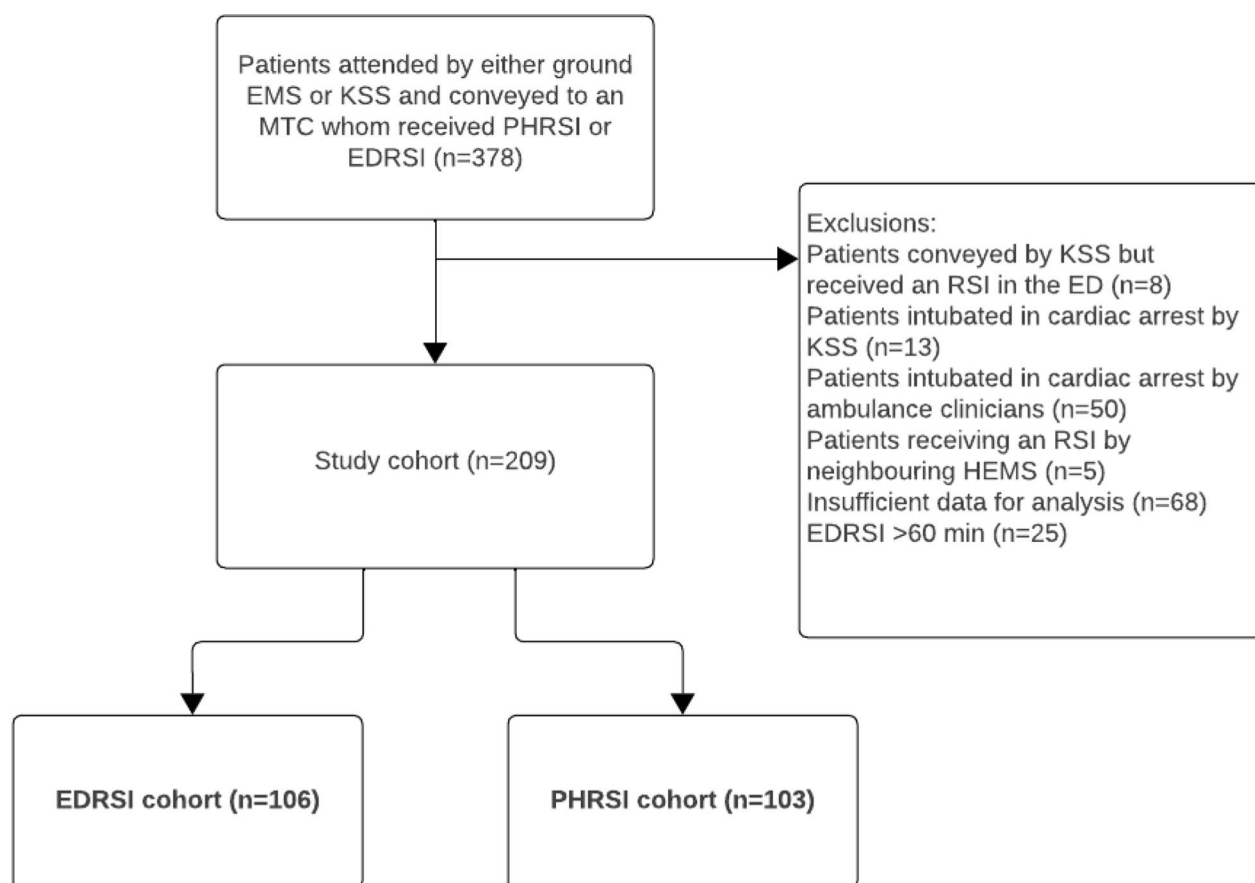 Patients attended by either ground
EMS or KSS and conveyed to an
MTC whom received PHRSI or
EDRSI (n=378)
Exclusions:
Patients conveyed by KSS but
received an RSI in the ED (n=8)
Patients intubated in cardiac arrest by
KSS (n=13)
Patients intubated in cardiac arrest by
ambulance clinicians (n=50)
Patients receiving an RSI by
neighbouring HEMS (n=5)
Insufficient data for analysis (n=68)
EDRSI >60 min (n=25)
Study cohort (n=209)
EDRSI cohort (n=106)
PHRSI cohort (n=103)